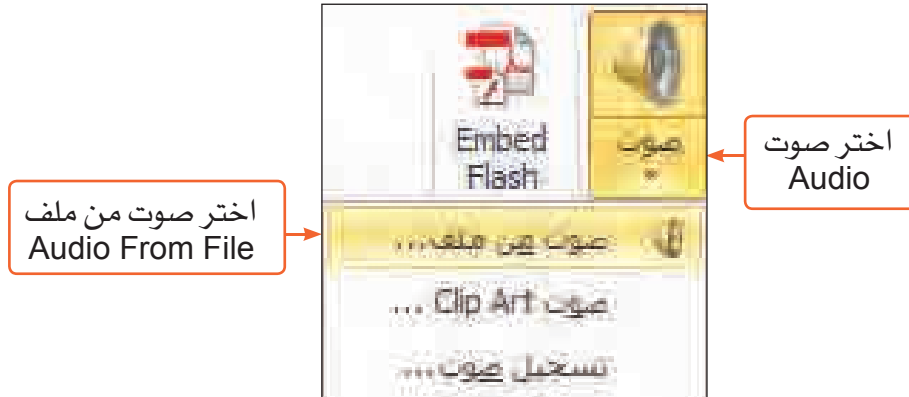 Embed
Flash
صوت
اختر صوت
Audio
اختر صوت من ملف
Audio From File
صوت من ملف...
صوت Clip Art ...
تسجيل صوت...